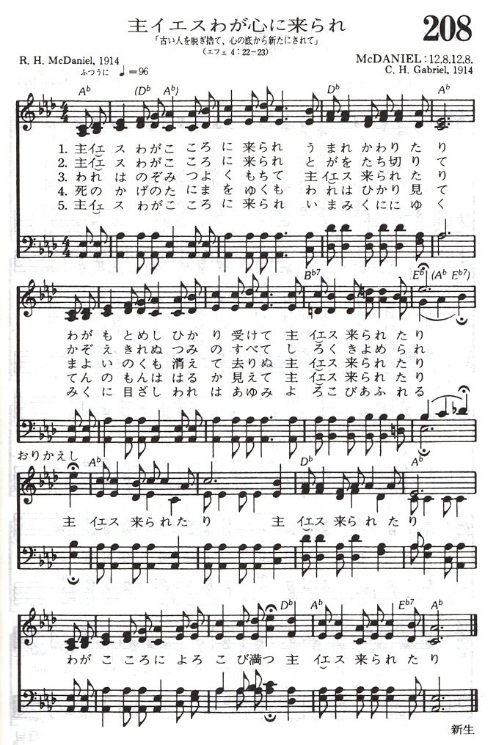 主イエスわが心に来られ
208
「古い人を脱ぎ捨て、心の底から新たにされて」
(エフェ 4:22-23)
R. H. McDaniel, 1914
McDANIEL:12.8.12.8.
C. H. Gabriel, 1914
ふつうに ♩=96
A♭ (D♭ A♭) D♭ A♭
1. 主イエス わがこころに来られ うまれかわりたり
2. 主イエス わがこころに来られ とがをたち切りて
3. われはのぞみつよくもちて 主イエス来られたり
4. 死のかげのたにまをゆくも われはひかり見て
5. 主イエス わがこころに来られ いまみくににゆく
B♭7 E♭ (A♭ E♭7)
わがもとめしひかり受けて 主イエス来られたり
かぞえきれぬつみのすべて しろくきよめられ
まよいのくも消えて去りぬ 主イエス来られたり
てんのもんははるか見えて 主イエス来られたり
みくに目ざしわれはあゆみ よろこびあふれる
おりかえし
A♭ D♭ A♭
主イエス来られたり 主イエス来られたり
D♭ A♭ E♭7 A♭
わがこころによろこび満つ 主イエス来られたり
新生